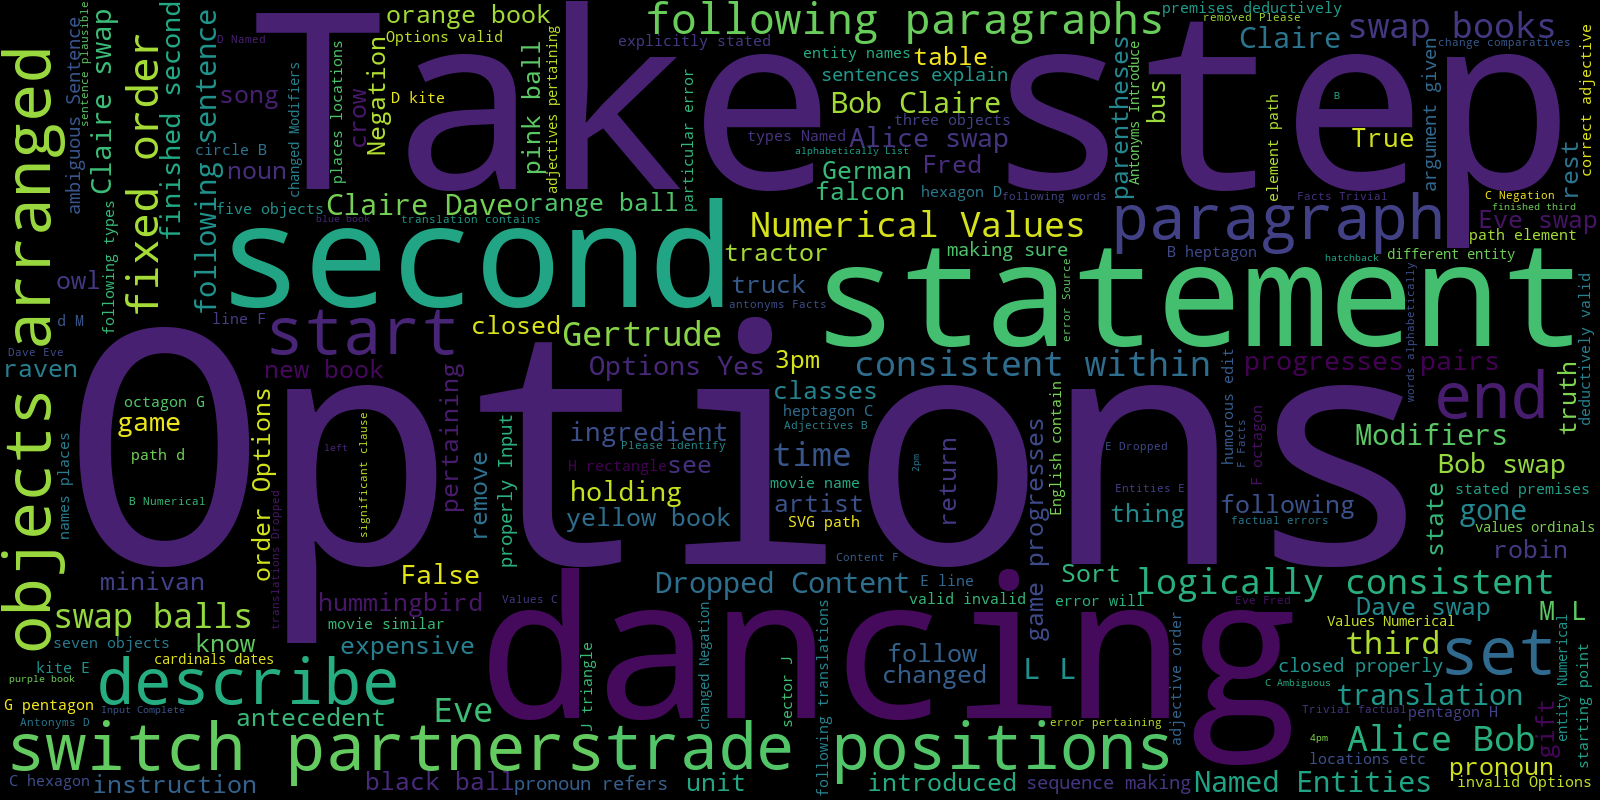 orange book
following paragraphs
premises deductively
removed Please
swap books
D Named
Options valid
explicitly stated
entity names
table
Claire
change comparatives
Take step
sentences explain
song
D kite
crow
Negation
pink ball
adjectives pertaining
Bob Claire
three objects
types Named
Alice swap
alphabetically List
parentheses
Antonyms introduce
bus
B
True
element path
argument given
rest
correct adjective
objects arranged
ambiguous Sentence
sentence plausible
Claire swap
fixed order
finished second
following sentence
circle B
noun
changed Modifiers
places locations
particular error
German
falcon
Fred
hexagon D
following words
Facts Trivial
C Negation
finished third
five objects
Claire Dave
orange ball
blue book
translation contains
Numerical Values
paragraph
Eve swap
path element
second
tractor
making sure
B heptagon
hatchback
different entity
owl
following types
truck
antonyms Facts
error Source
statement
words alphabetically
deductively valid
names places
d M
line F
start
closed
Gertrude
Dave Eve
raven
new book
Options Yes
3pm
consistent within
progresses pairs
truth
octagon G
game
path d
B Numerical
order Options
translations Dropped
left
significant clause
pertaining
remove
properly Input
ingredient
Please identify
H rectangle
see
holding
yellow book
classes
heptagon C
Adjectives B
time
movie name
artist
SVG path
return
2pm
English contain
game progresses
E Dropped
Entities E
thing
humorous edit
F octagon
F Facts
following
factual errors
end
Modifiers
Bob swap
stated premises
state
gone
values ordinals
robin
Options
minivan
False
Content F
Dropped Content
E line
Sort
logically consistent
swap balls
hummingbird
Values C
valid invalid
error will
Eve Fred
Dave swap
M L
seven objects
know
movie similar
expensive
Values Numerical
third
kite E
cardinals dates
purple book
describe
dancing
follow
changed
L L
closed properly
set
entity Numerical
starting point
G pentagon
Input Complete
Antonyms D
antecedent
Eve
J triangle
changed Negation
sector J
following translations
error pertaining
adjective order
C Ambiguous
translation
Trivial factual
pentagon H
gift
switch partners
trade positions
4pm
Alice Bob
locations etc
pronoun
C hexagon
instruction
black ball
pronoun refers
unit
introduced
sequence making
Named Entities
invalid Options